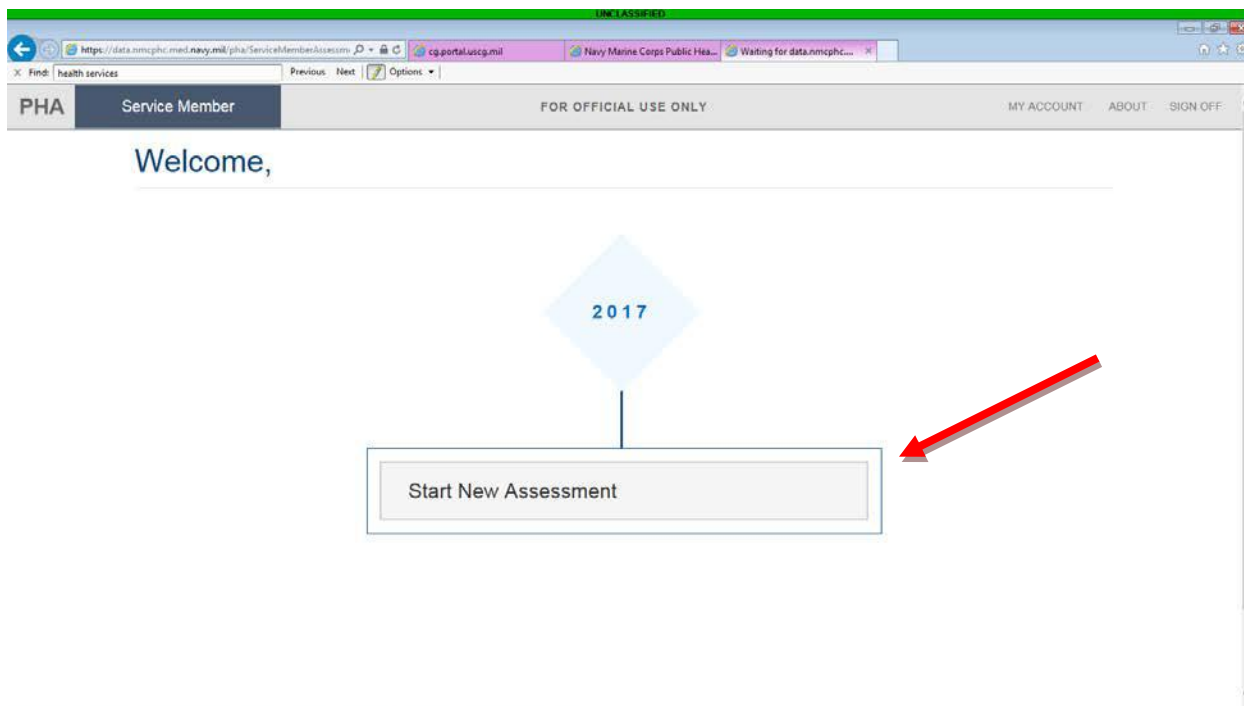 UNCLASSIFIED
https://data.nmcphc.med.navy.mil/pha/ServiceMemberAssessm
cg.portal.uscg.mil
Navy Marine Corps Public Hea...
Waiting for data.nmcphc....
X Find: health services Previous Next Options
PHA Service Member FOR OFFICIAL USE ONLY MY ACCOUNT ABOUT SIGN OFF
Welcome,
2017
Start New Assessment